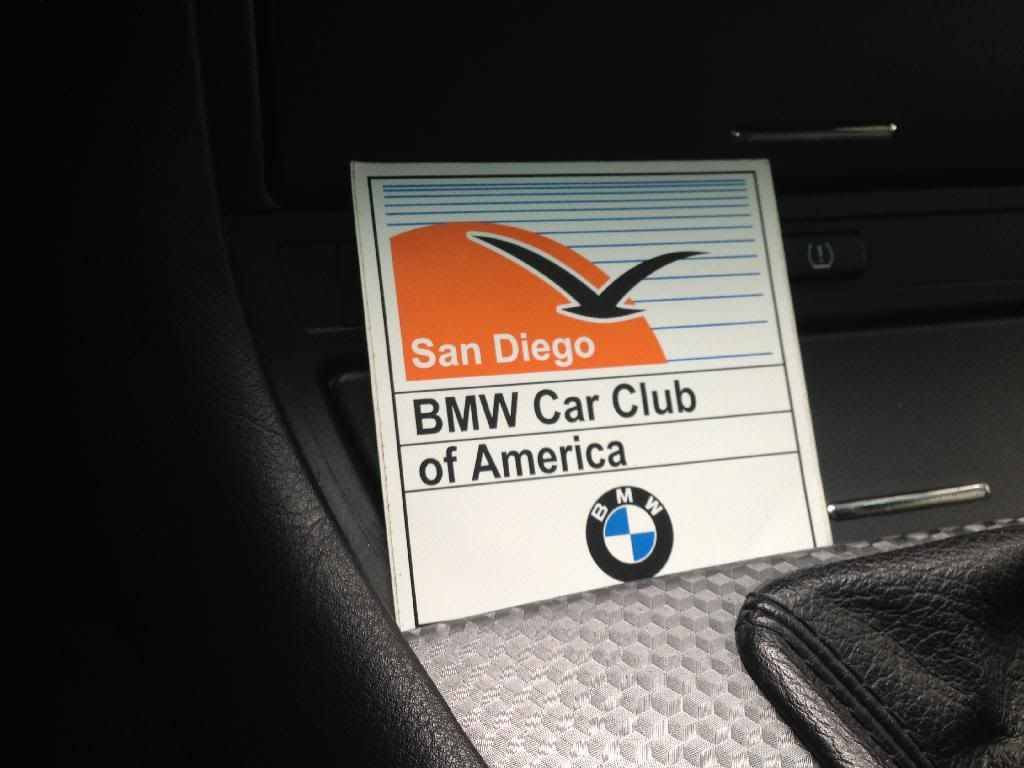 San Diego
BMW Car Club
of America
BMW